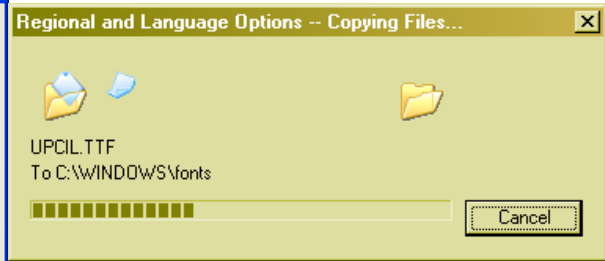 Regional and Language Options -- Copying Files...
UPCIL.TTF
To C:\WINDOWS\fonts
Cancel